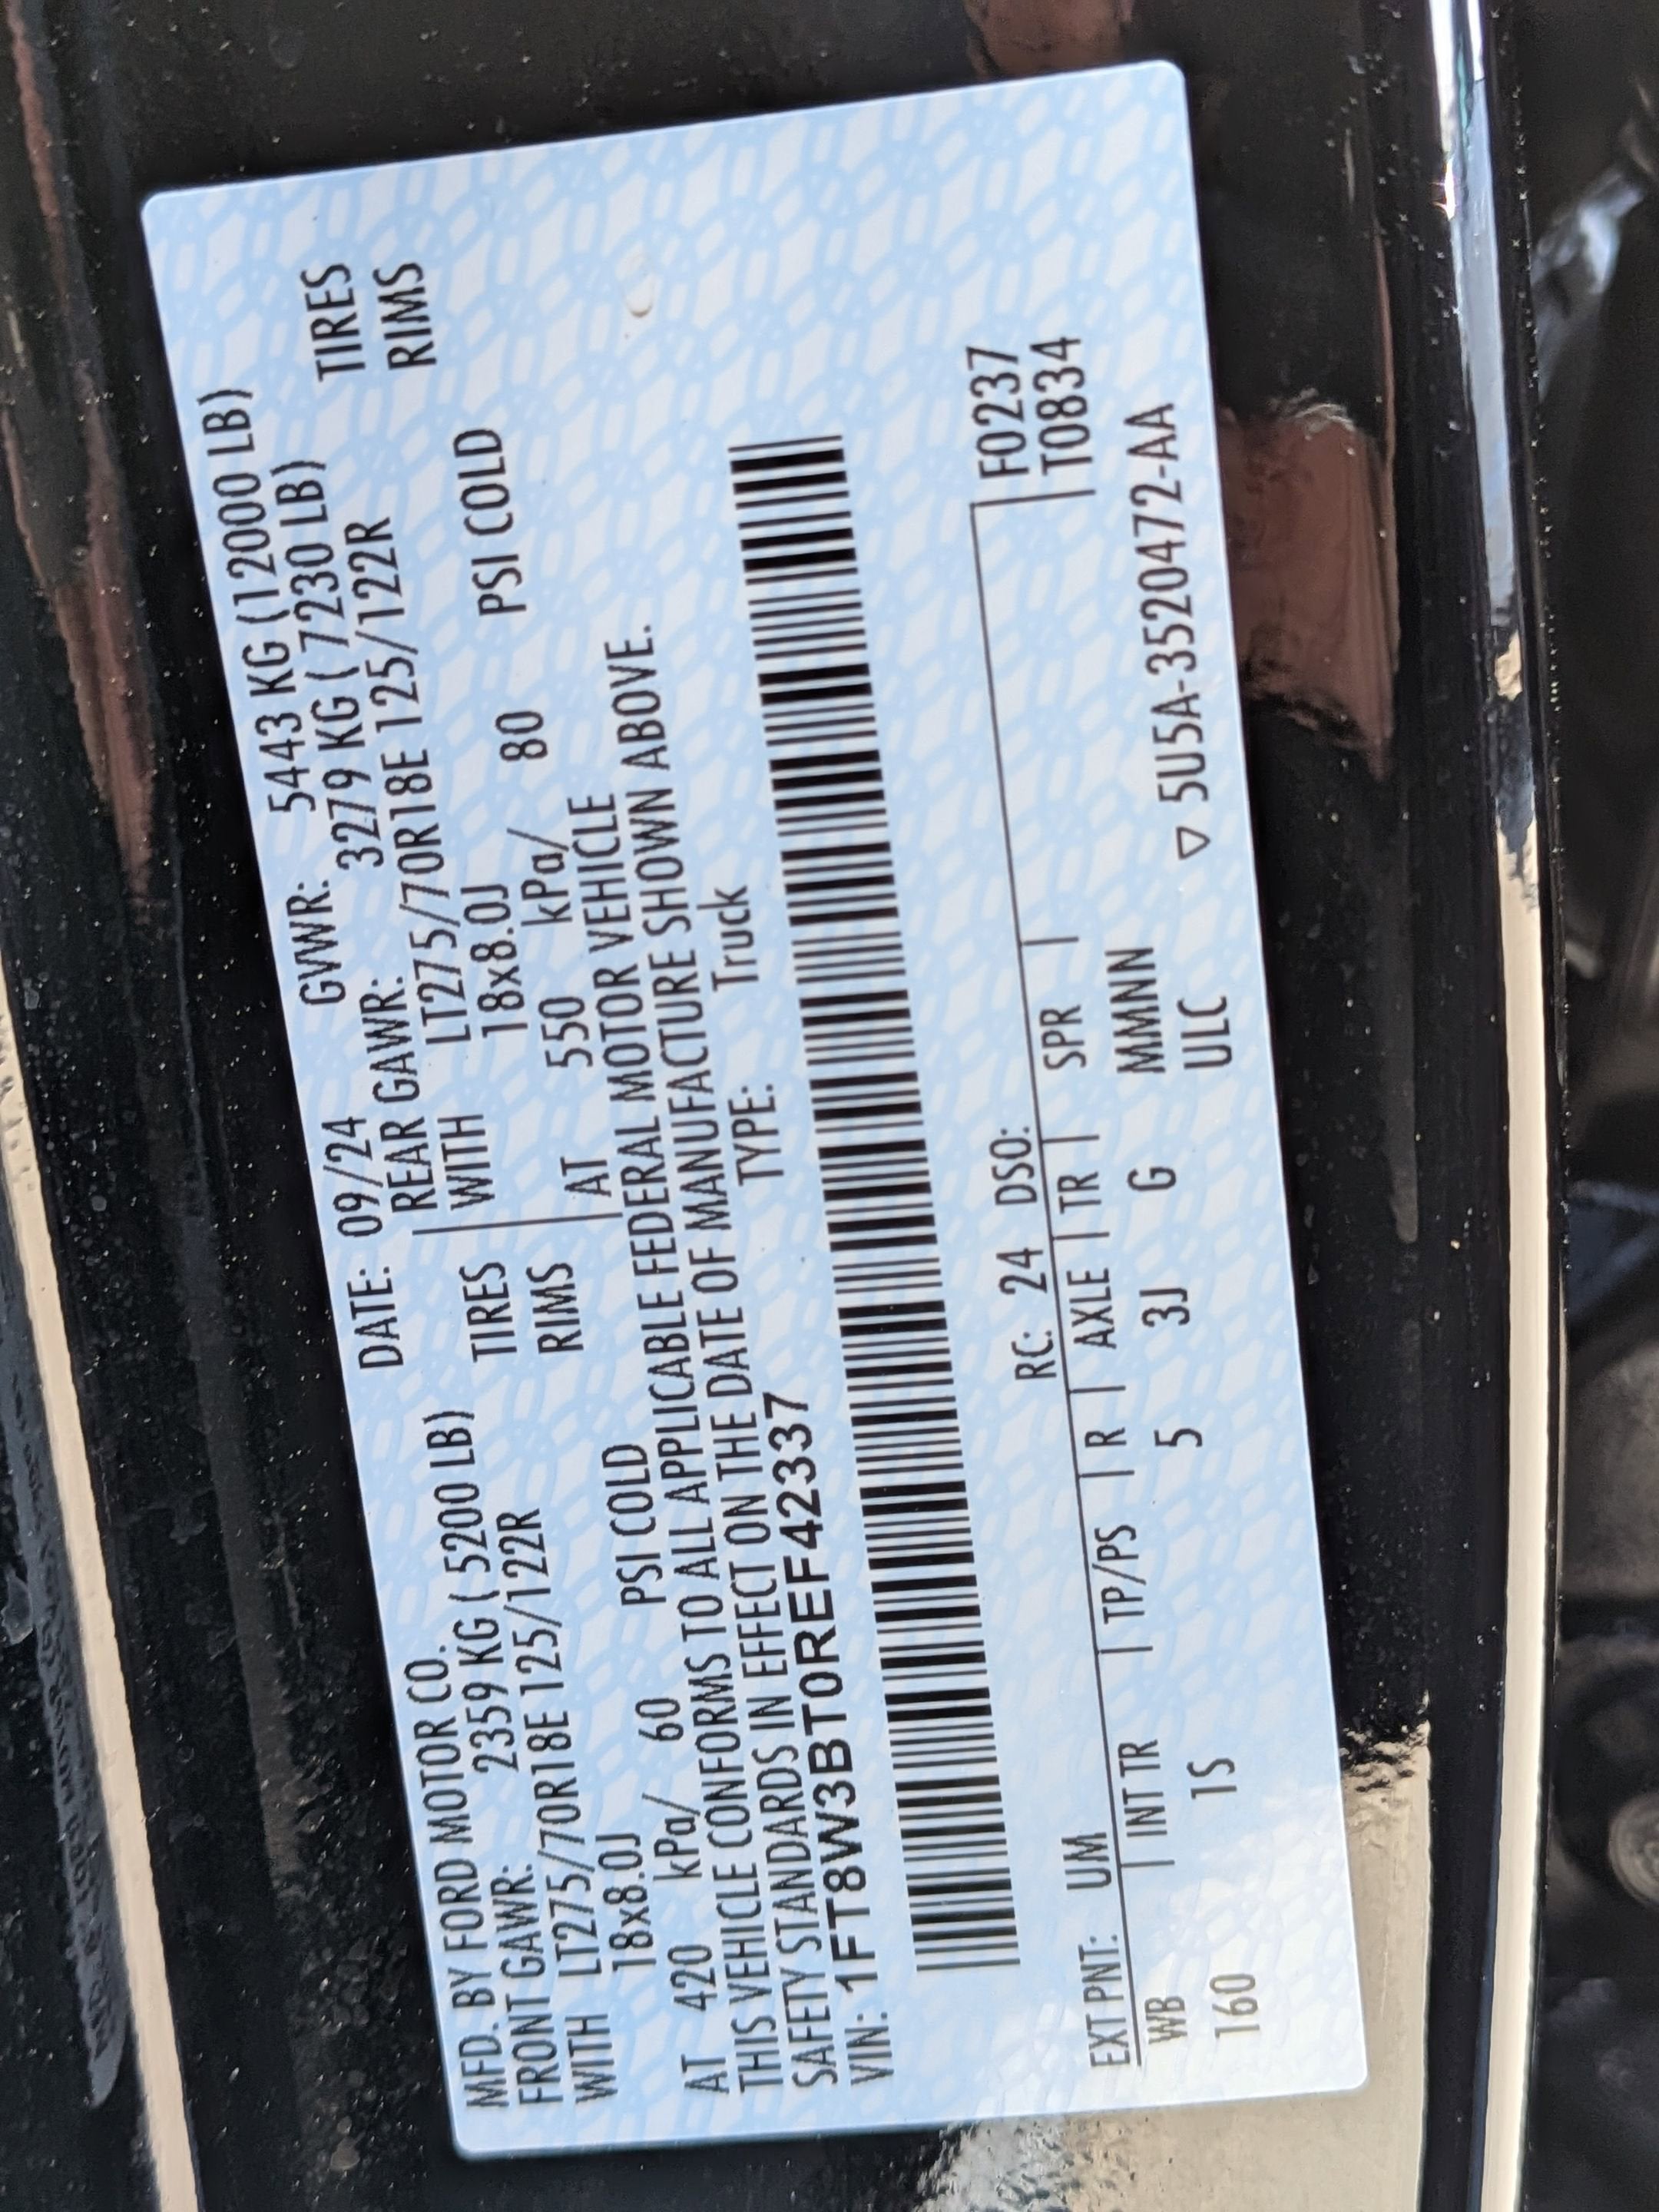 MFD. BY FORD MOTOR CO.
DATE: 09/24 GVWR: 5443 KG (12000 LB)
FRONT GAWR: 2359 KG ( 5200 LB) REAR GAWR: 3279 KG ( 7230 LB)
WITH LT275/70R18E 125/122R TIRES WITH LT275/70R18E 125/122R TIRES
18x8.0J RIMS 18x8.0J RIMS
AT 420 kPa/ 60 PSI COLD AT 550 kPa/ 80 PSI COLD
THIS VEHICLE CONFORMS TO ALL APPLICABLE FEDERAL MOTOR VEHICLE
SAFETY STANDARDS IN EFFECT ON THE DATE OF MANUFACTURE SHOWN ABOVE.
VIN: 1FT8W3BT0REF42337 TYPE: Truck
EXT PNT: UM RC: 24 DSO: F0237
WB INT TR TP/PS R AXLE TR SPR T0834
160 1S 5 3J G MMNN
ULC ▽ 5U5A-3520472-AA